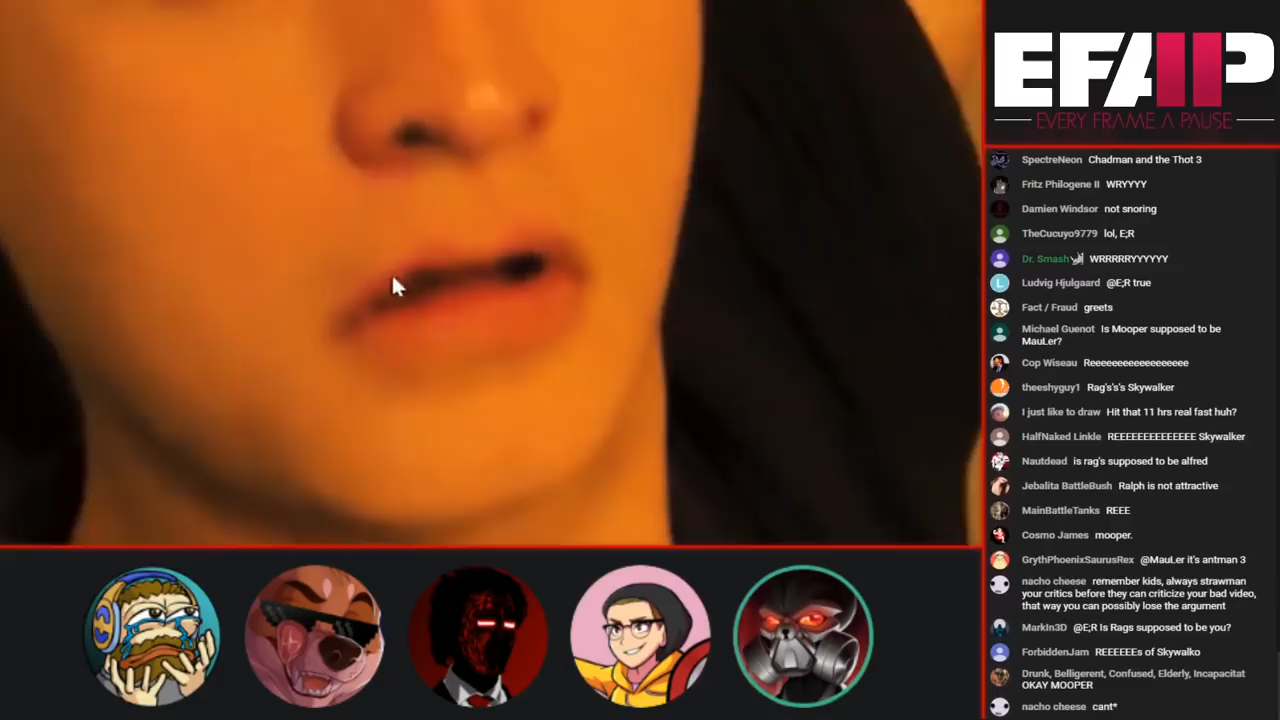 EFAP
EVERY FRAME A PAUSE
SpectreNeon Chadman and the Thot 3
Fritz Philogene II WRYYYY
Damien Windsor not snoring
TheCucuyo9779 lol, E;R
Dr. Smash WRRRRRYYYYYY
Ludvig Hjulgaard @E;R true
Fact / Fraud greets
Michael Guenot Is Mooper supposed to be
MauLer?
Cop Wiseau Reeeeeeeeeeeeeeeeee
theeshyguy1 Rag's's's Skywalker
I just like to draw Hit that 11 hrs real fast huh?
HalfNaked Linkle REEEEEEEEEEEEEE Skywalker
Nautdead is rag's supposed to be alfred
Jebalita BattleBush Ralph is not attractive
MainBattleTanks REEE
Cosmo James mooper.
GrythPhoenixSaurusRex @MauLer it's antman 3
nacho cheese remember kids, always strawman
your critics before they can criticize your bad video,
that way you can possibly lose the argument
MarkIn3D @E;R Is Rags supposed to be you?
ForbiddenJam REEEEEEs of Skywalko
Drunk, Belligerent, Confused, Elderly, Incapacitat
OKAY MOOPER
nacho cheese cant*